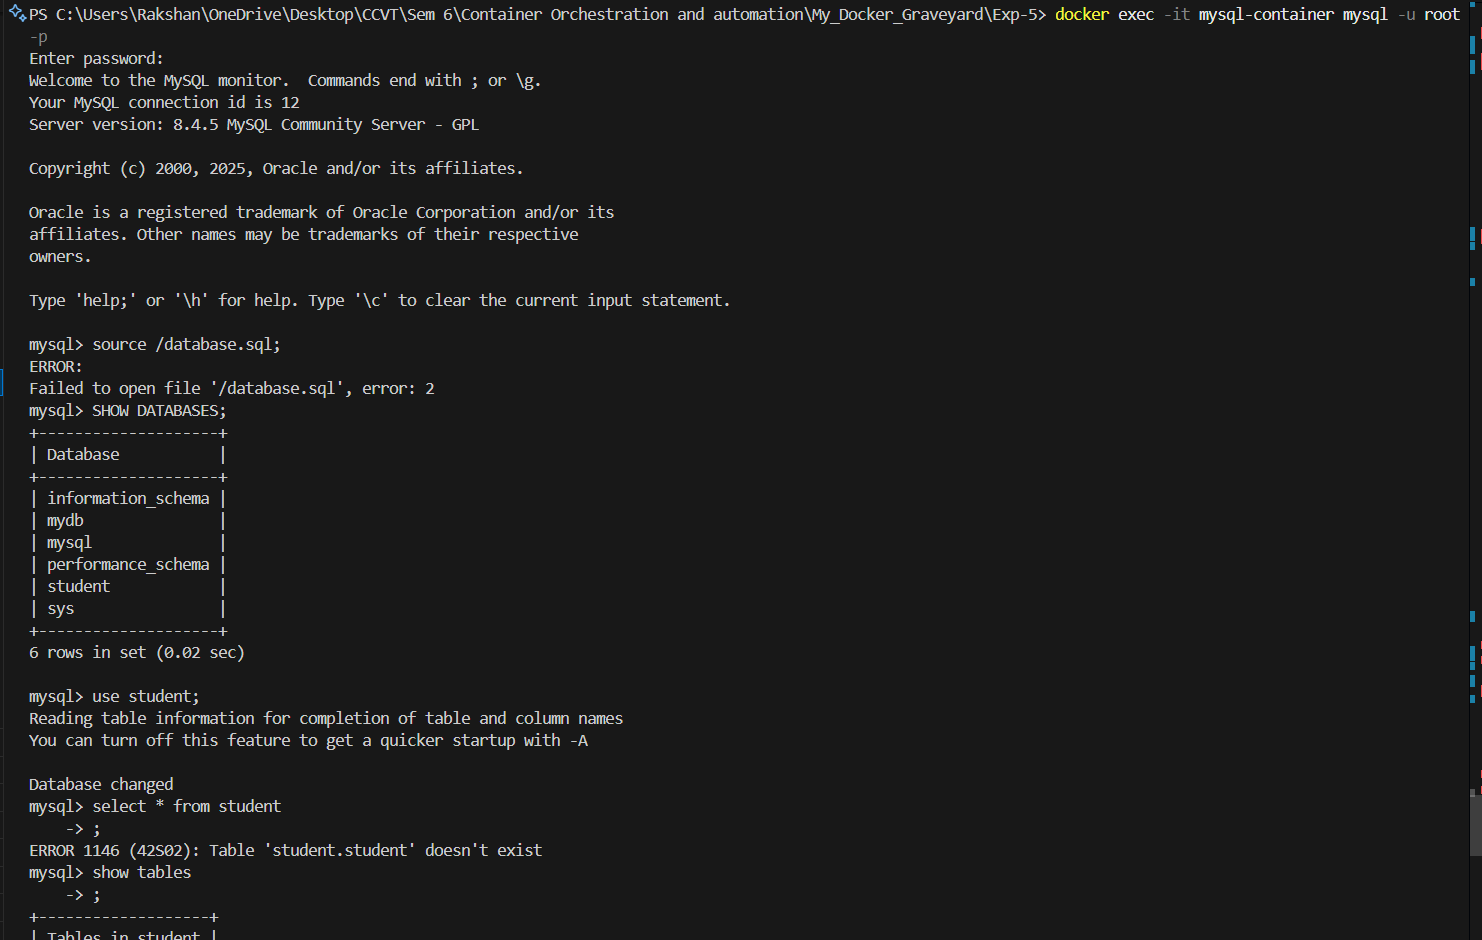 PS C:\Users\Rakshan\OneDrive\Desktop\CCVT\Sem 6\Container Orchestration and automation\My_Docker_Graveyard\Exp-5> docker exec -it mysql-container mysql -u root
-p
Enter password:
Welcome to the MySQL monitor.  Commands end with ; or \g.
Your MySQL connection id is 12
Server version: 8.4.5 MySQL Community Server - GPL

Copyright (c) 2000, 2025, Oracle and/or its affiliates.

Oracle is a registered trademark of Oracle Corporation and/or its
affiliates. Other names may be trademarks of their respective
owners.

Type 'help;' or '\h' for help. Type '\c' to clear the current input statement.

mysql> source /database.sql;
ERROR:
Failed to open file '/database.sql', error: 2
mysql> SHOW DATABASES;
+--------------------+
| Database           |
+--------------------+
| information_schema |
| mydb               |
| mysql              |
| performance_schema |
| student            |
| sys                |
+--------------------+
6 rows in set (0.02 sec)

mysql> use student;
Reading table information for completion of table and column names
You can turn off this feature to get a quicker startup with -A

Database changed
mysql> select * from student
    -> ;
ERROR 1146 (42S02): Table 'student.student' doesn't exist
mysql> show tables
    -> ;
+-------------------+
| Tables_in_student |